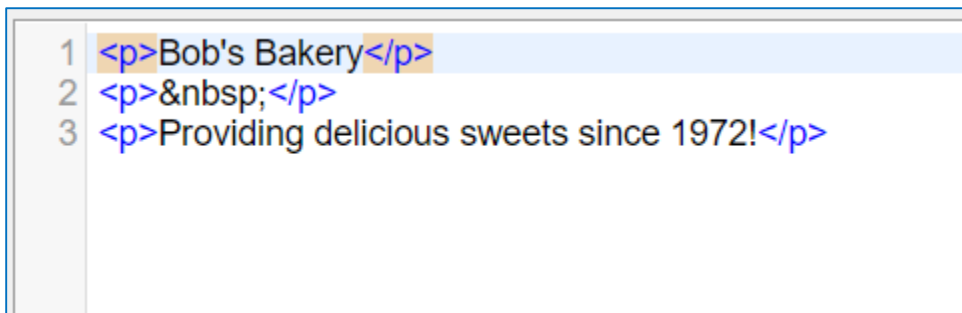 1 <p>Bob's Bakery</p>
2 <p>&nbsp;</p>
3 <p>Providing delicious sweets since 1972!</p>